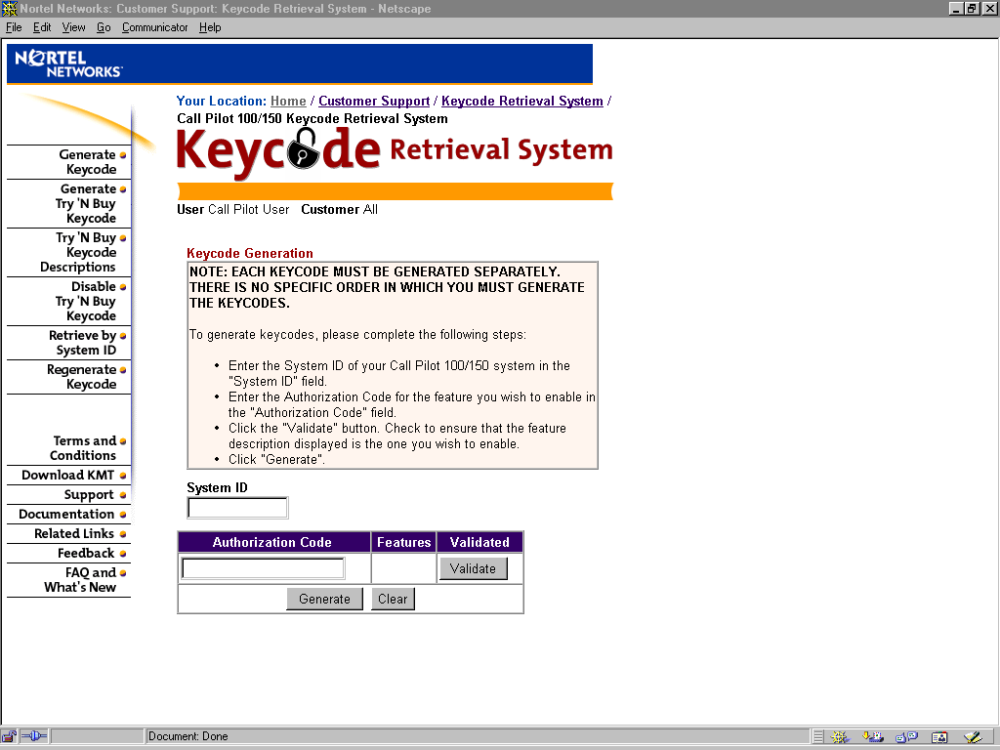 Nortel Networks: Customer Support: Keycode Retrieval System - Netscape
File Edit View Go Communicator Help
NORTEL
NETWORKS™
Your Location: Home / Customer Support / Keycode Retrieval System /
Call Pilot 100/150 Keycode Retrieval System
Keycode Retrieval System
User Call Pilot User Customer All
Generate
Keycode
Generate
Try 'N Buy
Keycode
Try 'N Buy
Keycode
Descriptions
Disable
Try 'N Buy
Keycode
Retrieve by
System ID
Regenerate
Keycode
Terms and
Conditions
Download KMT
Support
Documentation
Related Links
Feedback
FAQ and
What's New
Keycode Generation
NOTE: EACH KEYCODE MUST BE GENERATED SEPARATELY.
THERE IS NO SPECIFIC ORDER IN WHICH YOU MUST GENERATE
THE KEYCODES.
To generate keycodes, please complete the following steps:
• Enter the System ID of your Call Pilot 100/150 system in the
"System ID" field.
• Enter the Authorization Code for the feature you wish to enable in
the "Authorization Code" field.
• Click the "Validate" button. Check to ensure that the feature
description displayed is the one you wish to enable.
• Click "Generate".
System ID
Authorization Code Features Validated
Validate
Generate Clear
Document: Done